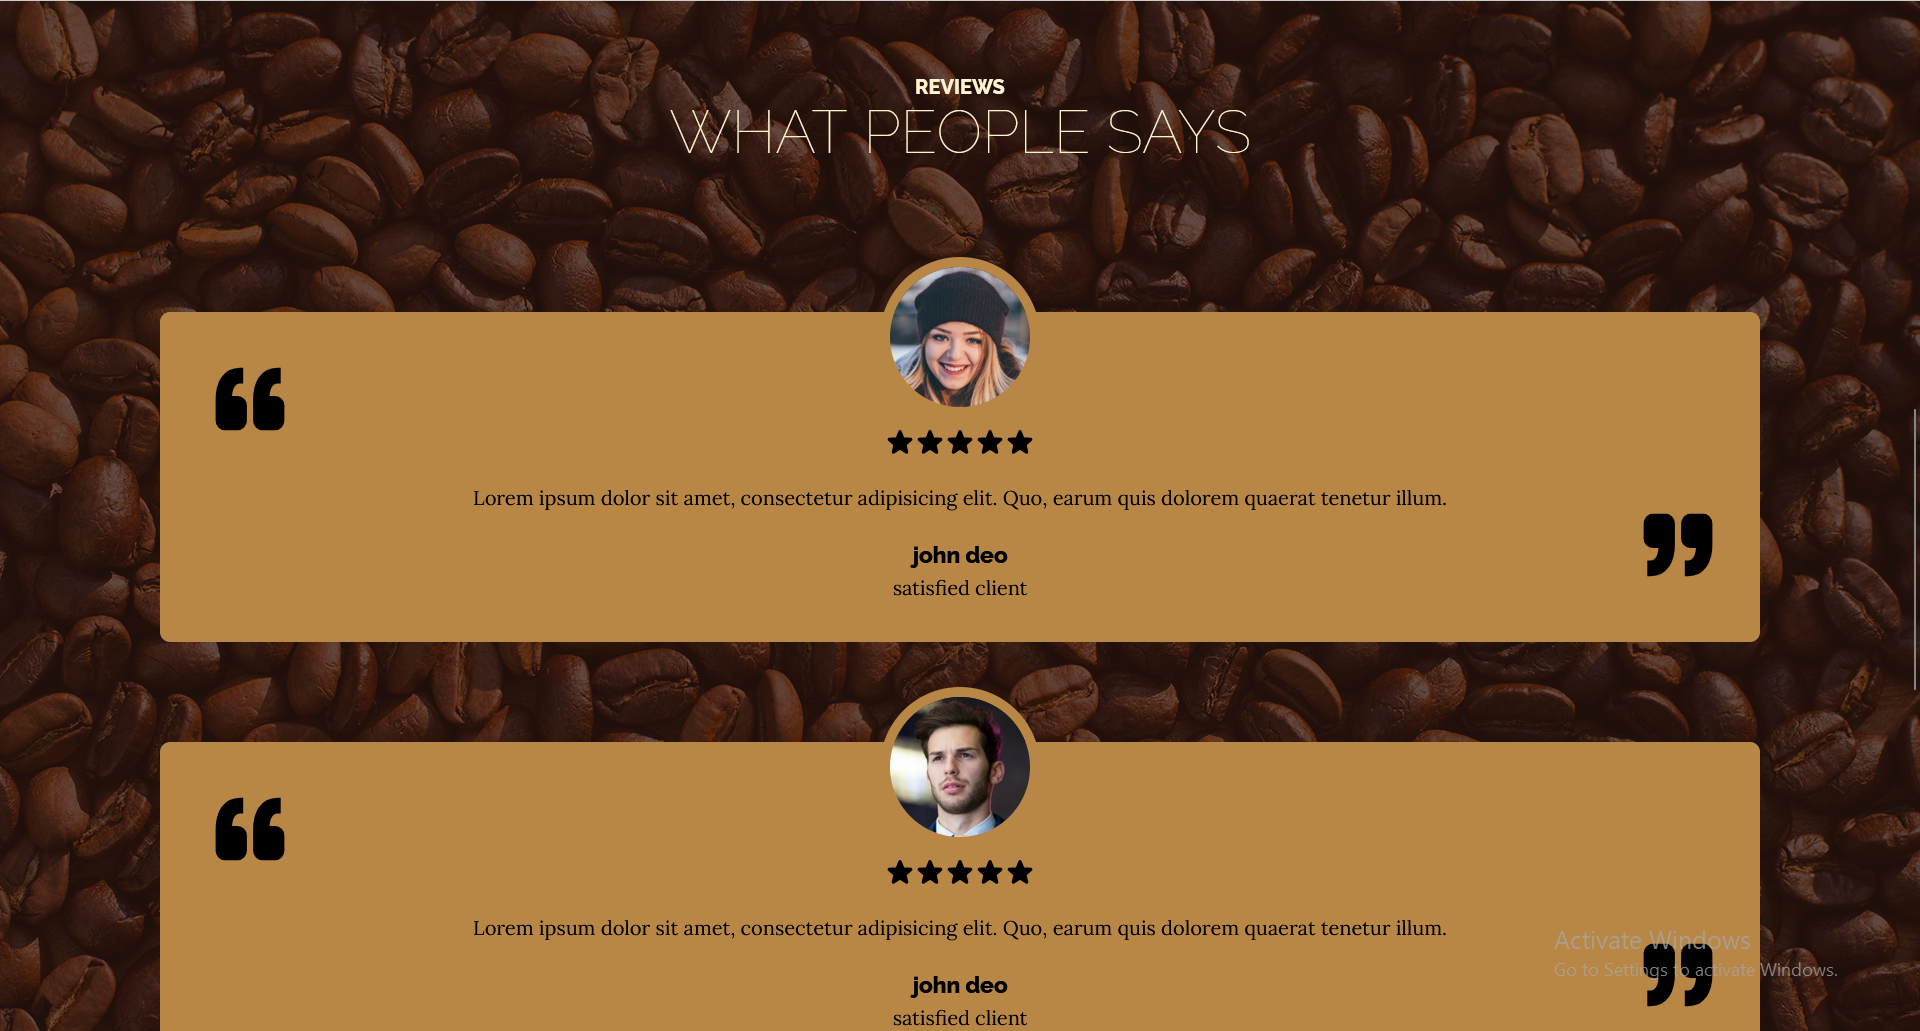 REVIEWS
WHAT PEOPLE SAYS
“
Lorem ipsum dolor sit amet, consectetur adipisicing elit. Quo, earum quis dolorem quaerat tenetur illum.
”
john deo
satisfied client
“
Lorem ipsum dolor sit amet, consectetur adipisicing elit. Quo, earum quis dolorem quaerat tenetur illum.
Activate Windows
”
Go to Settings to activate Windows.
john deo
satisfied client